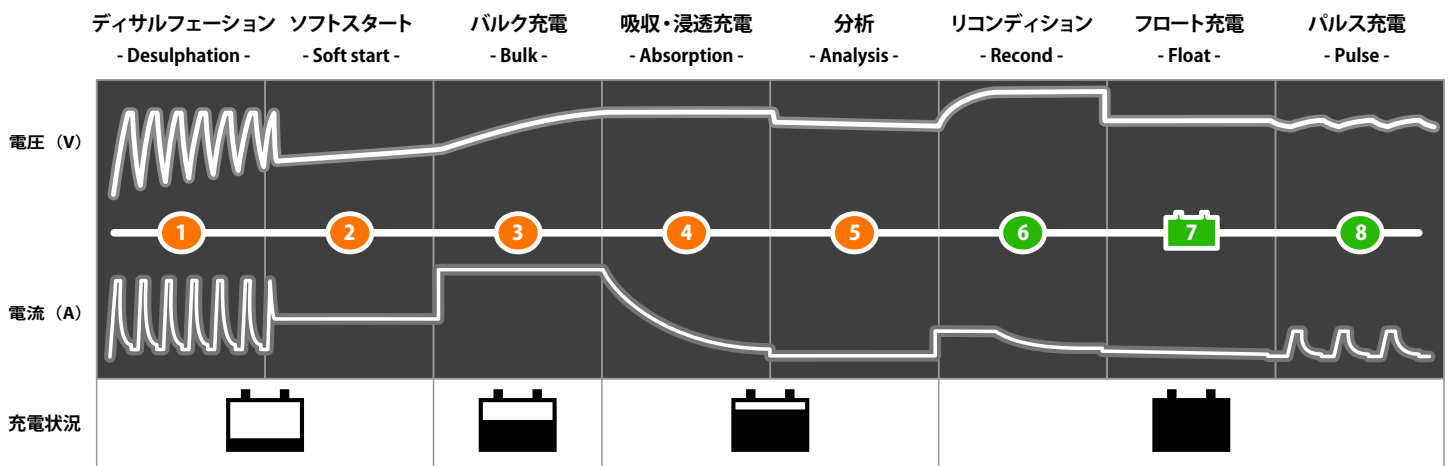 ディサルフェーション
- Desulphation -
ソフトスタート
- Soft start -
バルク充電
- Bulk -
吸収・浸透充電
- Absorption -
分析
- Analysis -
リコンディション
- Recond -
フロート充電
- Float -
パルス充電
- Pulse -
電圧（V）
1 2 3 4 5 6 7 8
電流（A）
充電状況